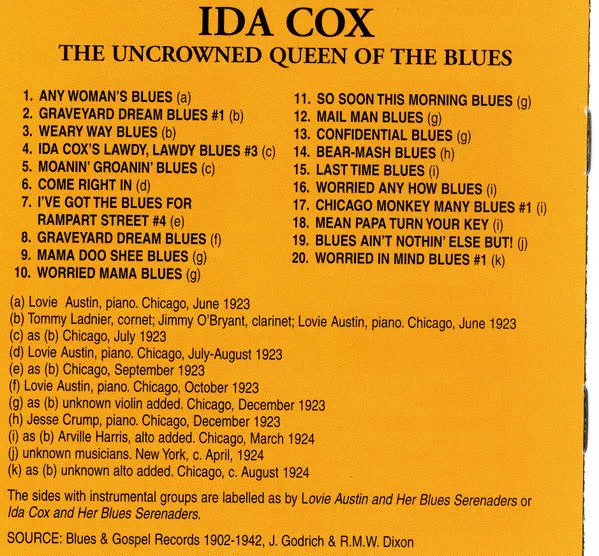 IDA COX
THE UNCROWNED QUEEN OF THE BLUES
1. ANY WOMAN'S BLUES (a)
2. GRAVEYARD DREAM BLUES #1 (b)
3. WEARY WAY BLUES (b)
4. IDA COX'S LAWDY, LAWDY BLUES #3 (c)
5. MOANIN' GROANIN' BLUES (c)
6. COME RIGHT IN (d)
7. I'VE GOT THE BLUES FOR
RAMPART STREET #4 (e)
8. GRAVEYARD DREAM BLUES (f)
9. MAMA DOO SHEE BLUES (g)
10. WORRIED MAMA BLUES (g)
11. SO SOON THIS MORNING BLUES (g)
12. MAIL MAN BLUES (g)
13. CONFIDENTIAL BLUES (g)
14. BEAR-MASH BLUES (h)
15. LAST TIME BLUES (i)
16. WORRIED ANY HOW BLUES (i)
17. CHICAGO MONKEY MANY BLUES #1 (i)
18. MEAN PAPA TURN YOUR KEY (i)
19. BLUES AIN'T NOTHIN' ELSE BUT! (j)
20. WORRIED IN MIND BLUES #1 (k)
(a) Lovie Austin, piano. Chicago, June 1923
(b) Tommy Ladnier, cornet; Jimmy O'Bryant, clarinet; Lovie Austin, piano. Chicago, June 1923
(c) as (b) Chicago, July 1923
(d) Lovie Austin, piano. Chicago, July-August 1923
(e) as (b) Chicago, September 1923
(f) Lovie Austin, piano. Chicago, October 1923
(g) as (b) unknown violin added. Chicago, December 1923
(h) Jesse Crump, piano. Chicago, December 1923
(i) as (b) Arville Harris, alto added. Chicago, March 1924
(j) unknown musicians. New York, c. April, 1924
(k) as (b) unknown alto added. Chicago, c. August 1924
The sides with instrumental groups are labelled as by Lovie Austin and Her Blues Serenaders or
Ida Cox and Her Blues Serenaders.
SOURCE: Blues & Gospel Records 1902-1942, J. Godrich & R.M.W. Dixon